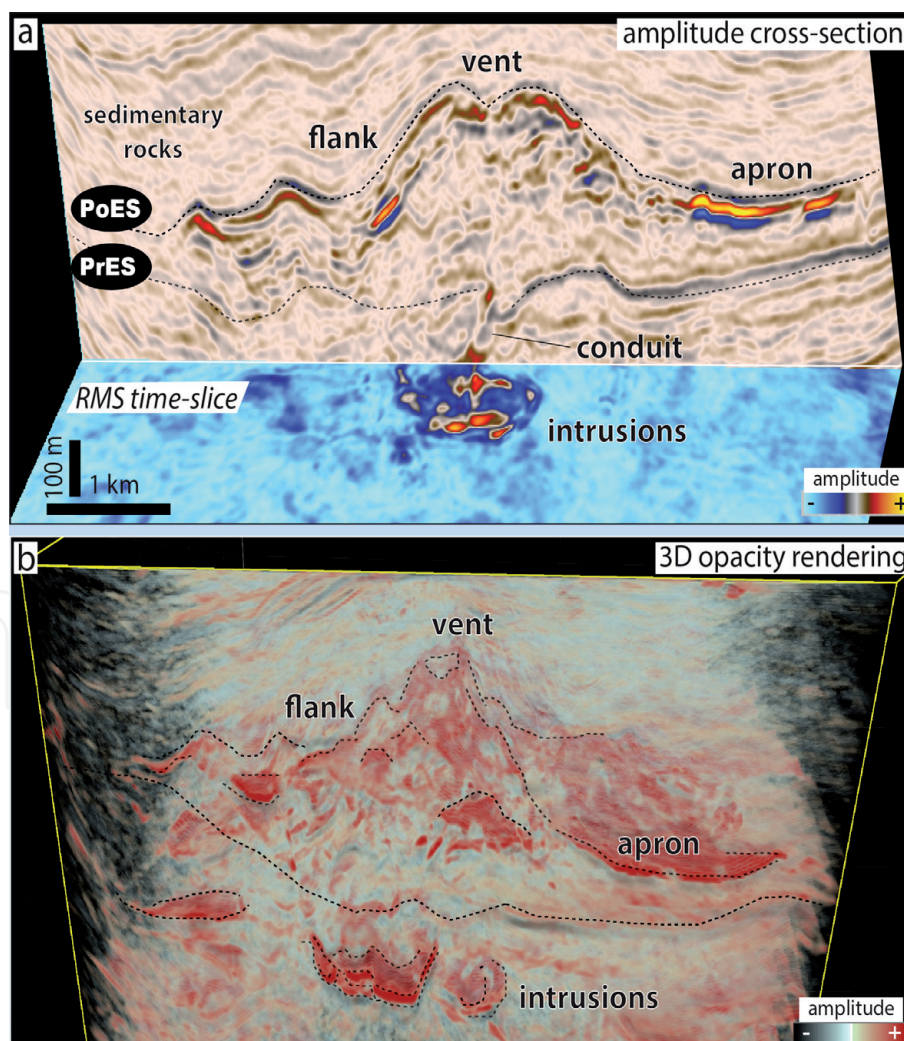 a
amplitude cross-section
vent
sedimentary
rocks
flank
apron
PoES
PrES
conduit
RMS time-slice
intrusions
100 m
1 km
amplitude
- +
b
3D opacity rendering
vent
flank
apron
intrusions
amplitude
- +